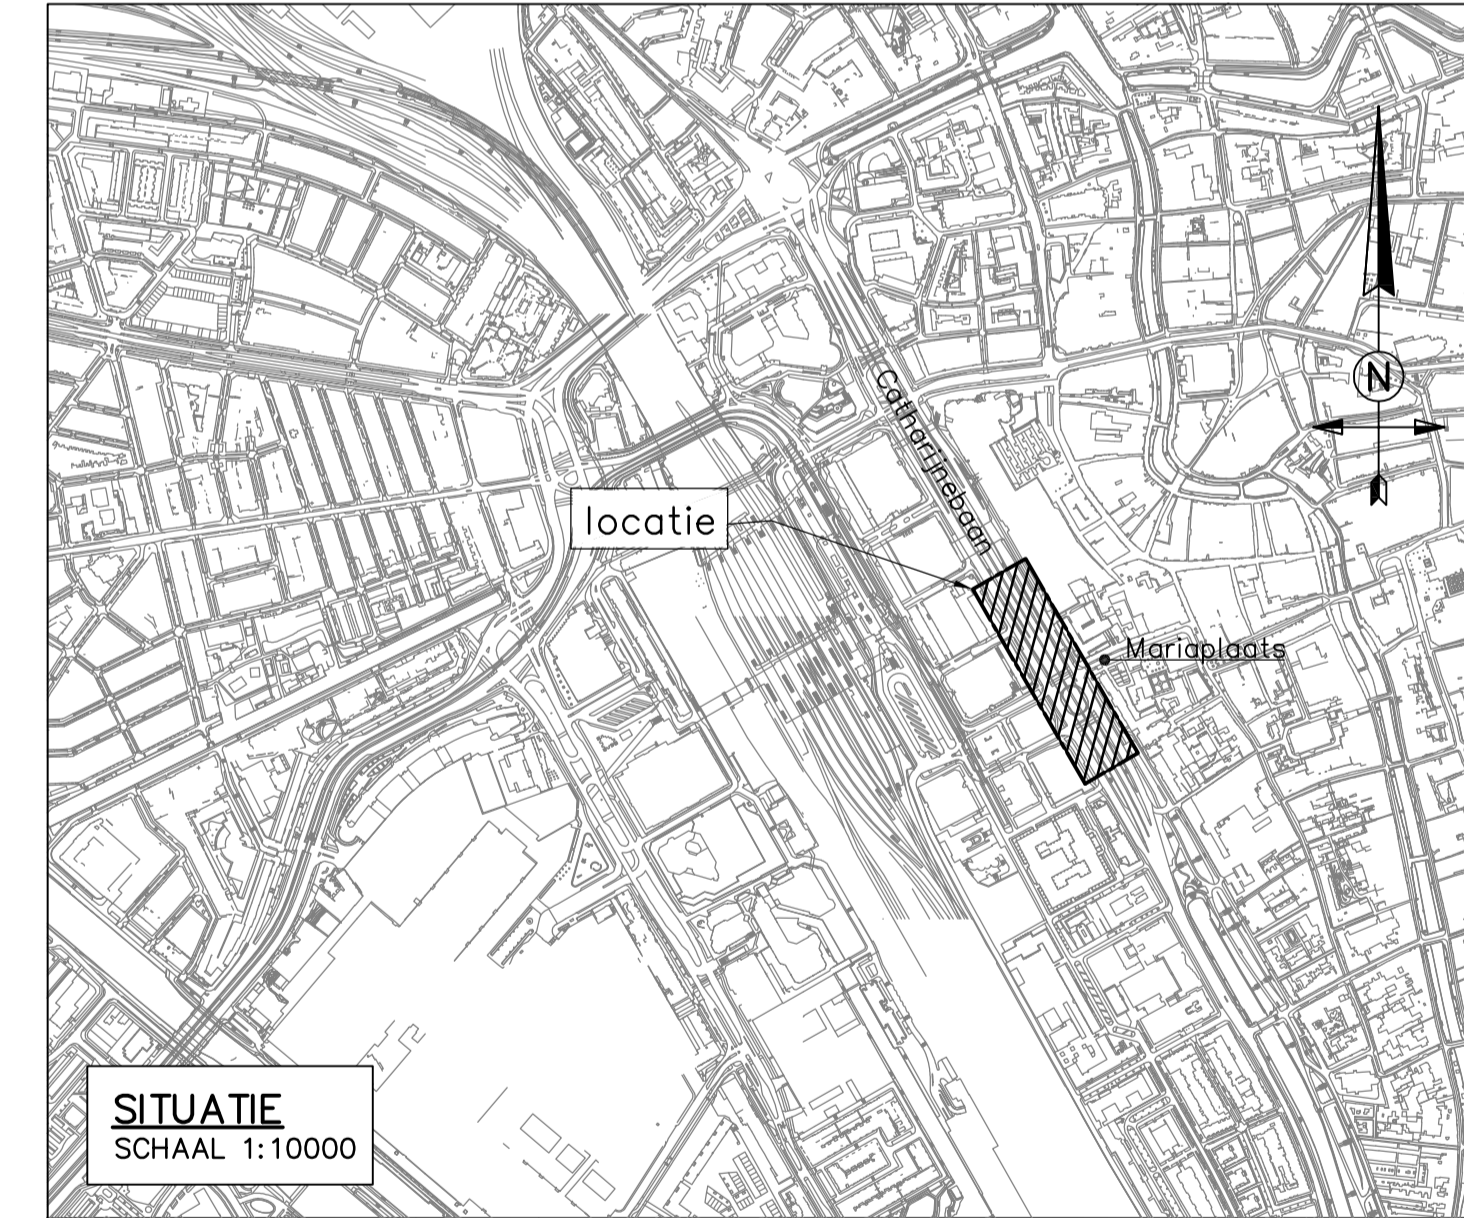 N
Catharijnebaan
locatie
Mariaplaats
SITUATIE
SCHAAL 1:10000